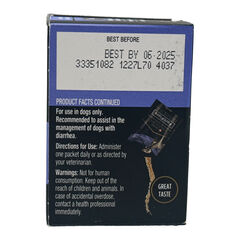 BEST BEFORE
BEST BY 06-2025
33351082 1227L70 4037
PRODUCT FACTS CONTINUED
For use in dogs only.
Recommended to assist in the
management of dogs with
diarrhea.
Directions for Use: Administer
one packet daily or as directed by
your veterinarian.
Warnings: Not for human
consumption. Keep out of the
reach of children and animals. In
case of accidental overdose
contact a health professional
immediately.
GREAT
TASTE